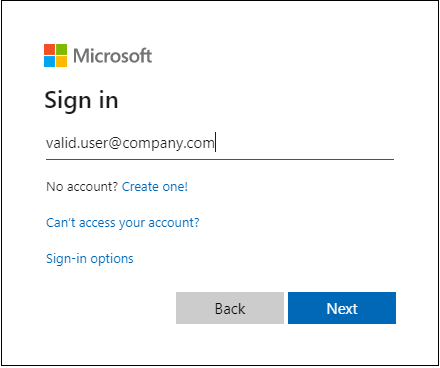 Microsoft
Sign in
valid.user@company.com
No account? Create one!
Can't access your account?
Sign-in options
Back Next